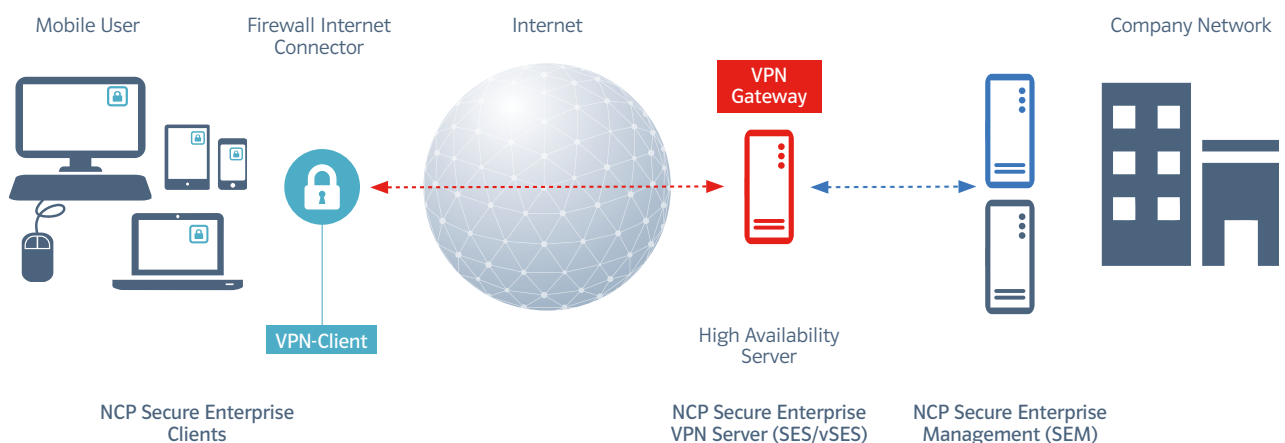 Mobile User
Firewall Internet
Connector
Internet
Company Network
VPN
Gateway
VPN-Client
High Availability
Server
NCP Secure Enterprise
Clients
NCP Secure Enterprise
VPN Server (SES/vSES)
NCP Secure Enterprise
Management (SEM)